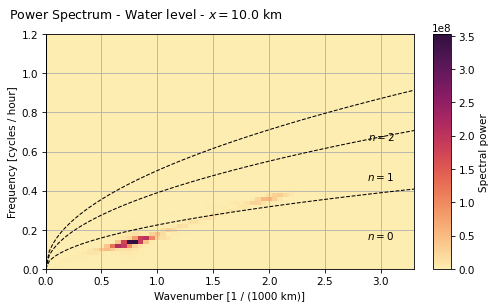 Power Spectrum - Water level - x = 10.0 km
1e8
1.2
1.0
0.8
0.6
0.4
0.2
0.0
Frequency [cycles / hour]
n = 2
n = 1
n = 0
0.0
0.5
1.0
1.5
2.0
2.5
3.0
Wavenumber [1 / (1000 km)]
3.5
3.0
2.5
2.0
1.5
1.0
0.5
0.0
Spectral power